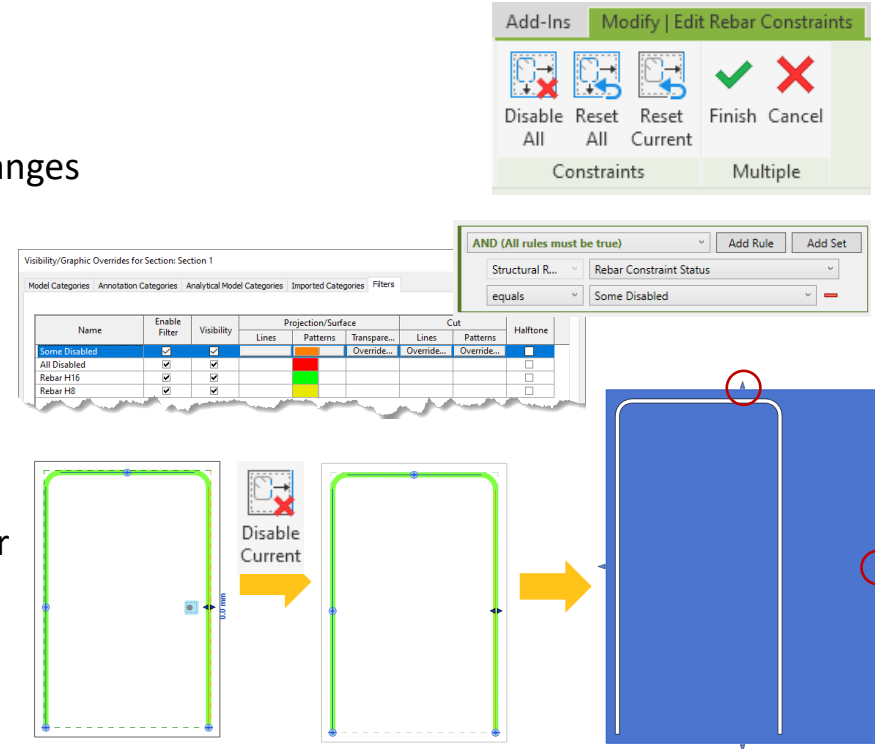 Add-Ins Modify | Edit Rebar Constraints
Disable Reset Reset Finish Cancel
All All Current
Constraints Multiple
anges
AND (All rules must be true) Add Rule Add Set
Structural R... Rebar Constraint Status
equals Some Disabled
Visibility/Graphic Overrides for Section: Section 1
Model Categories Annotation Categories Analytical Model Categories Imported Categories Filters
Name Enable Filter Visibility Projection/Surface Cut Halftone
Lines Patterns Transpare... Lines Patterns
Some Disabled Override... Override... Override...
All Disabled
Rebar H16
Rebar H8
r
Disable
Current
0.0 mm